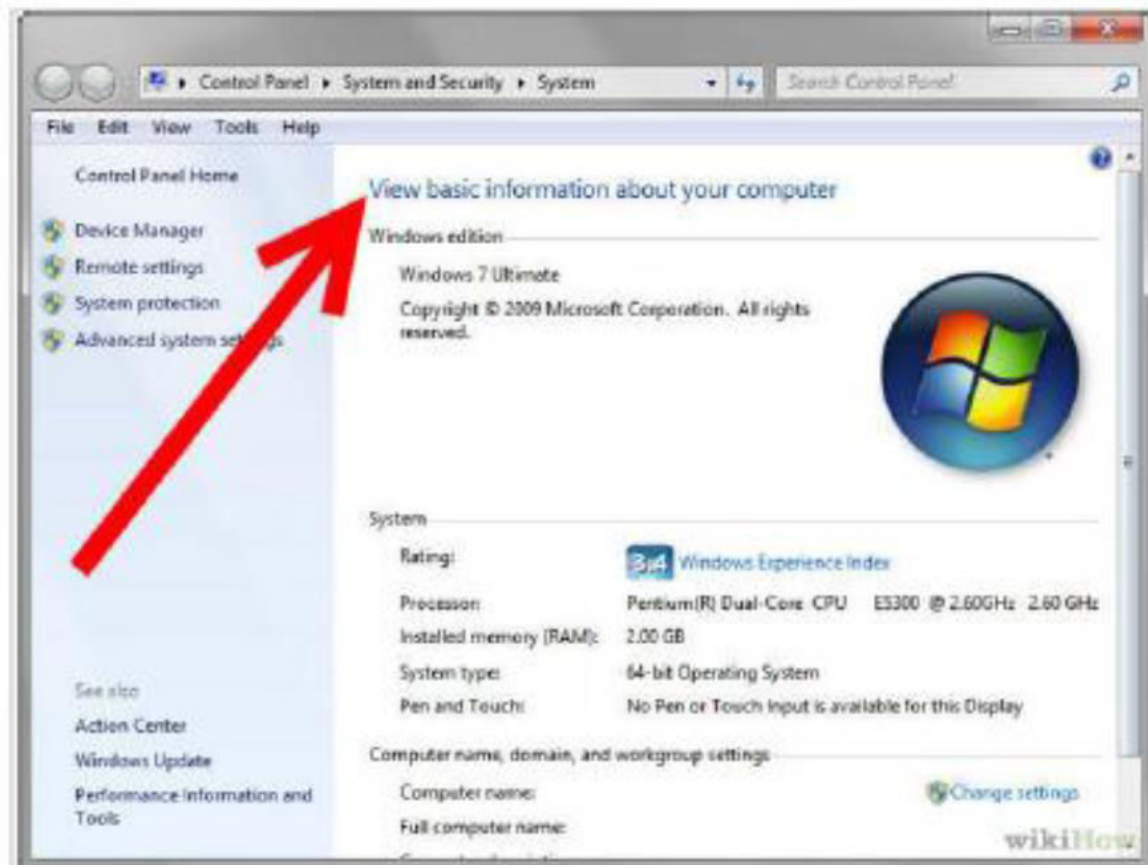 Control Panel ▸ System and Security ▸ System
Search Control Panel
File Edit View Tools Help
Control Panel Home
Device Manager
Remote settings
System protection
Advanced system
View basic information about your computer
Windows edition
Windows 7 Ultimate
Copyright © 2009 Microsoft Corporation. All rights
reserved.
System
Rating:
3.4 Windows Experience Index
Processor:
Pentium(R) Dual-Core CPU E5300 @ 2.60GHz 2.60 GHz
Installed memory (RAM):
2.00 GB
System type:
64-bit Operating System
Pen and Touch:
No Pen or Touch Input is available for this Display
Computer name, domain, and workgroup settings
Computer name:
Change settings
Full computer name:
See also
Action Center
Windows Update
Performance Information and
Tools
wikiHow